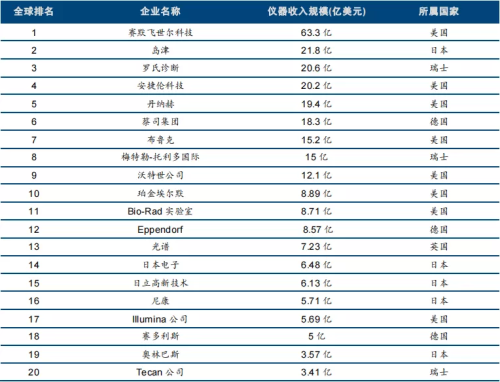 全球排名 企业名称 仪器收入规模(亿美元) 所属国家
1 赛默飞世尔科技 63.3 亿 美国
2 岛津 21.8 亿 日本
3 罗氏诊断 20.6 亿 瑞士
4 安捷伦科技 20.2 亿 美国
5 丹纳赫 19.4 亿 美国
6 蔡司集团 18.3 亿 德国
7 布鲁克 15.2 亿 美国
8 梅特勒-托利多国际 15 亿 瑞士
9 沃特世公司 12.1 亿 美国
10 珀金埃尔默 8.89 亿 美国
11 Bio-Rad 实验室 8.71 亿 美国
12 Eppendorf 8.57 亿 德国
13 光谱 7.23 亿 英国
14 日本电子 6.48 亿 日本
15 日立高新技术 6.13 亿 日本
16 尼康 5.71 亿 日本
17 Illumina 公司 5.69 亿 美国
18 赛多利斯 5 亿 德国
19 奥林巴斯 3.57 亿 日本
20 Tecan 公司 3.41 亿 瑞士